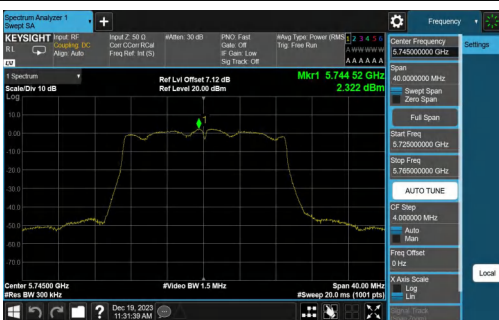 Spectrum Analyzer 1
Swept SA
+
Frequency
KEYSIGHT
Input: RF
Input Z: 50 Ω
#Atten: 30 dB
PNO: Fast
#Avg Type: Power (RMS
1 2 3 4 5 6
RL
Coupling: DC
Corr CCorr RCal
Gate: Off
Trig: Free Run
A WWWWW
Align: Auto
Freq Ref: Int (S)
IF Gain: Low
Sig Track: Off
A A A A A A
LVI
1 Spectrum
Scale/Div 10 dB
Ref Lvl Offset 7.12 dB
Ref Level 20.00 dBm
Mkr1 5.744 52 GHz
2.322 dBm
Log
10.0
0.00
-10.0
-20.0
-30.0
-40.0
-50.0
-60.0
-70.0
1
Center 5.74500 GHz
#Video BW 1.5 MHz
Span 40.00 MHz
#Res BW 300 kHz
#Sweep 20.0 ms (1001 pts)
Dec 19, 2023
11:31:39 AM
Center Frequency
5.745000000 GHz
Settings
Span
40.0000000 MHz
Swept Span
Zero Span
Full Span
Start Freq
5.725000000 GHz
Stop Freq
5.765000000 GHz
AUTO TUNE
CF Step
4.000000 MHz
Auto
Man
Freq Offset
0 Hz
X Axis Scale
Log
Lin
Signal Track
Local